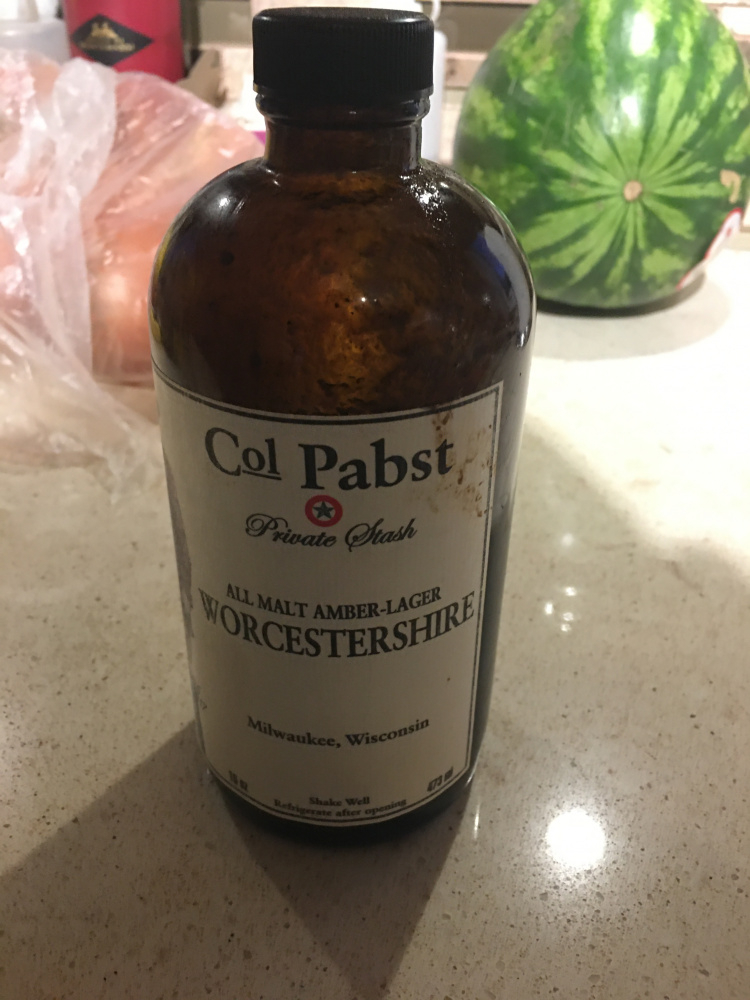 Col Pabst
Private Stash
ALL MALT AMBER-LAGER
WORCESTERSHIRE
Milwaukee, Wisconsin
16 oz 473 ml
Shake Well
Refrigerate after opening